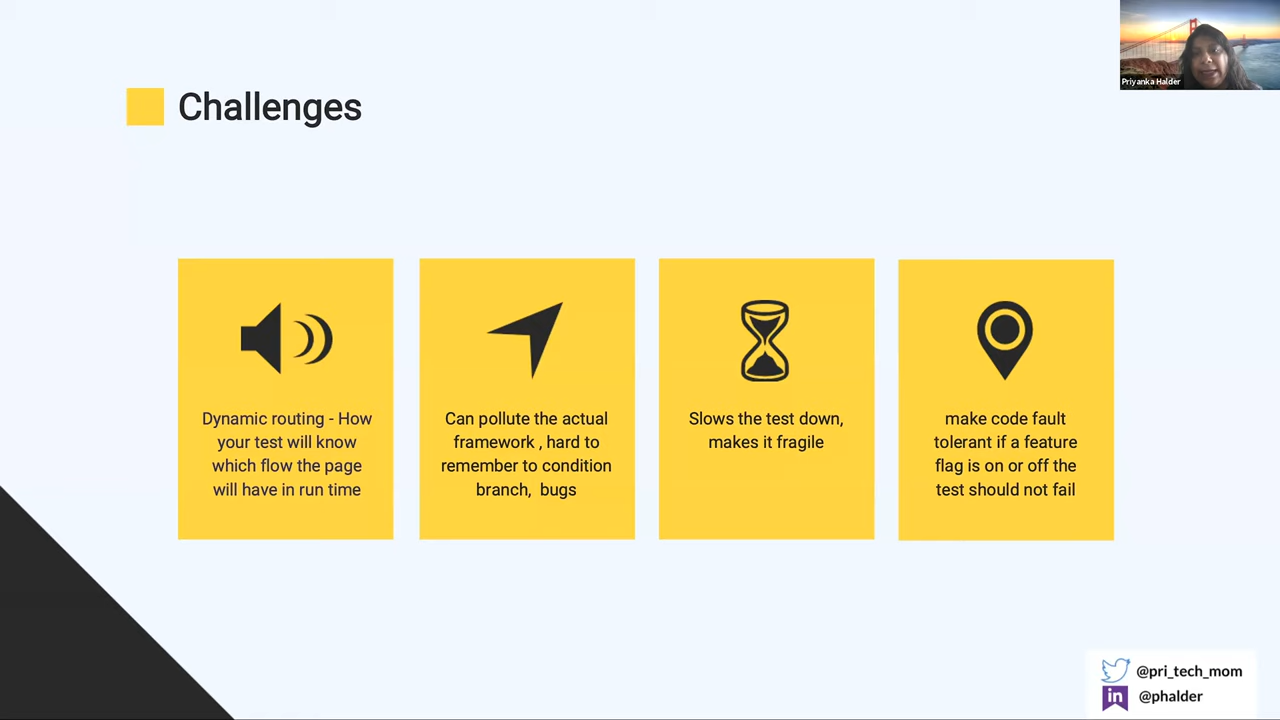 Priyanka Halder
Challenges
Dynamic routing - How
your test will know
which flow the page
will have in run time
Can pollute the actual
framework , hard to
remember to condition
branch, bugs
Slows the test down,
makes it fragile
make code fault
tolerant if a feature
flag is on or off the
test should not fail
@pri_tech_mom
in @phalder